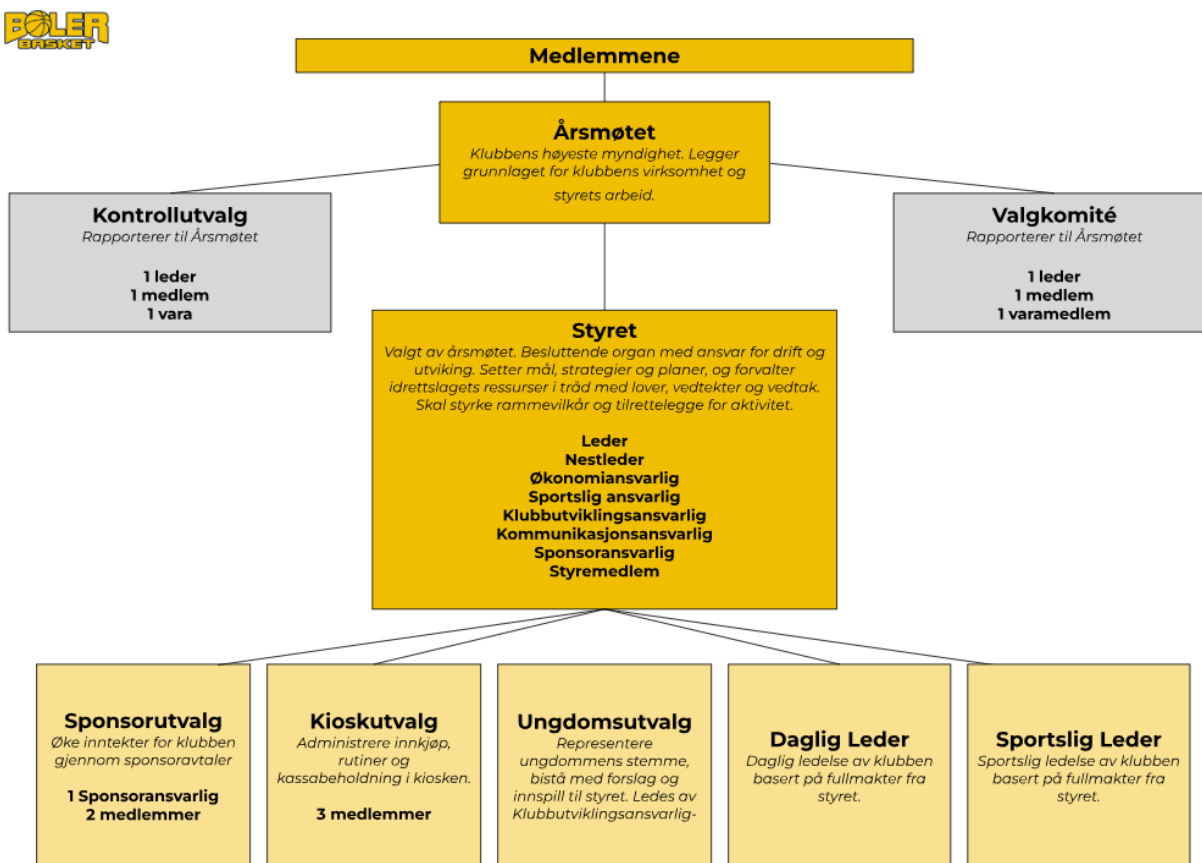 BØLER
BASKET
Medlemmene
Årsmøtet
Klubbens høyeste myndighet. Legger
grunnlaget for klubbens virksomhet og
styrets arbeid.
Kontrollutvalg
Rapporterer til Årsmøtet
1 leder
1 medlem
1 vara
Valgkomité
Rapporterer til Årsmøtet
1 leder
1 medlem
1 varamedlem
Styret
Valgt av årsmøtet. Besluttende organ med ansvar for drift og
utviking. Setter mål, strategier og planer, og forvalter
idrettslagets ressurser i tråd med lover, vedtekter og vedtak.
Skal styrke rammevilkår og tilrettelegge for aktivitet.
Leder
Nestleder
Økonomiansvarlig
Sportslig ansvarlig
Klubbutviklingsansvarlig
Kommunikasjonsansvarlig
Sponsoransvarlig
Styremedlem
Sponsorutvalg
Øke inntekter for klubben
gjennom sponsoravtaler
1 Sponsoransvarlig
2 medlemmer
Kioskutvalg
Administrere innkjøp,
rutiner og
kassabeholdning i kiosken.
3 medlemmer
Ungdomsutvalg
Representere
ungdommens stemme,
bistå med forslag og
innspill til styret. Ledes av
Klubbutviklingsansvarlig-
Daglig Leder
Daglig ledelse av klubben
basert på fullmakter fra
styret.
Sportslig Leder
Sportslig ledelse av klubben
basert på fullmakter fra
styret.